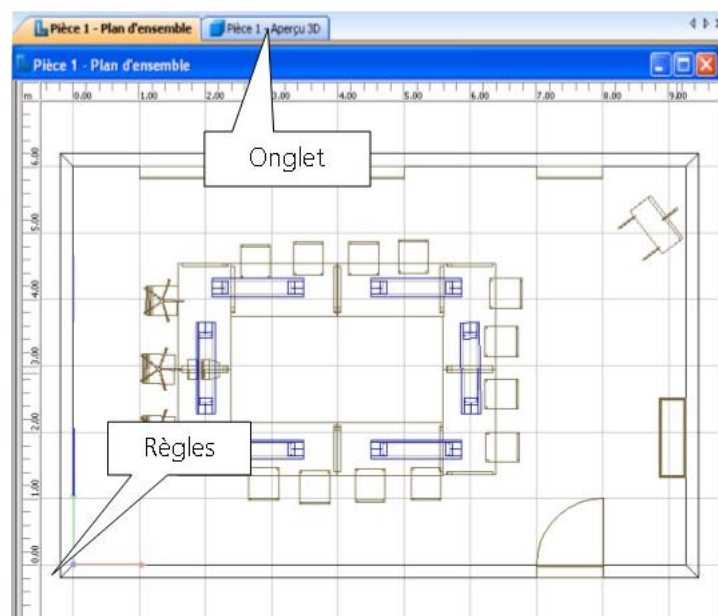 Pièce 1 - Plan d'ensemble Pièce 1 - Aperçu 3D
Pièce 1 - Plan d'ensemble
m 0.00 1.00 2.00 3.00 4.00 5.00 6.00 7.00 8.00 9.00
Onglet
6.00
5.00
4.00
3.00
2.00
Règles
1.00
0.00